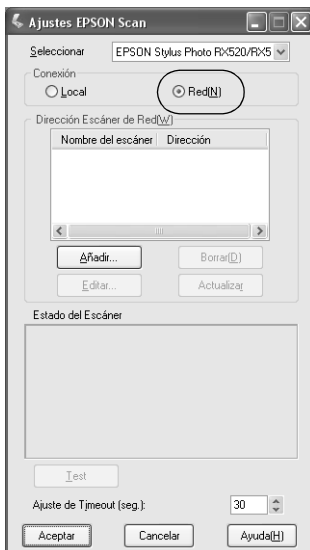 Ajustes EPSON Scan
Seleccionar EPSON Stylus Photo RX520/RX5
Conexión
Local Red(N)
Dirección Escáner de Red(W)
Nombre del escáner Dirección
Añadir... Borrar(D)
Editar... Actualizar
Estado del Escáner
Test
Ajuste de Timeout (seg.): 30
Aceptar Cancelar Ayuda(H)